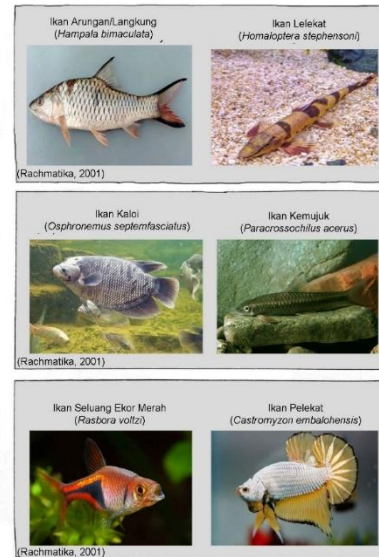 Ikan Arungan/Langkung
(Hampala bimaculata)
Ikan Lelekat
(Homaloptera stephensoni)
(Rachmatika, 2001)
Ikan Kaloi
(Osphronemus septemfasciatus)
Ikan Kemujuk
(Paracrossochilus acerus)
(Rachmatika, 2001)
Ikan Seluang Ekor Merah
(Rasbora voltzi)
Ikan Pelekat
(Castromyzon embalohensis)
(Rachmatika, 2001)